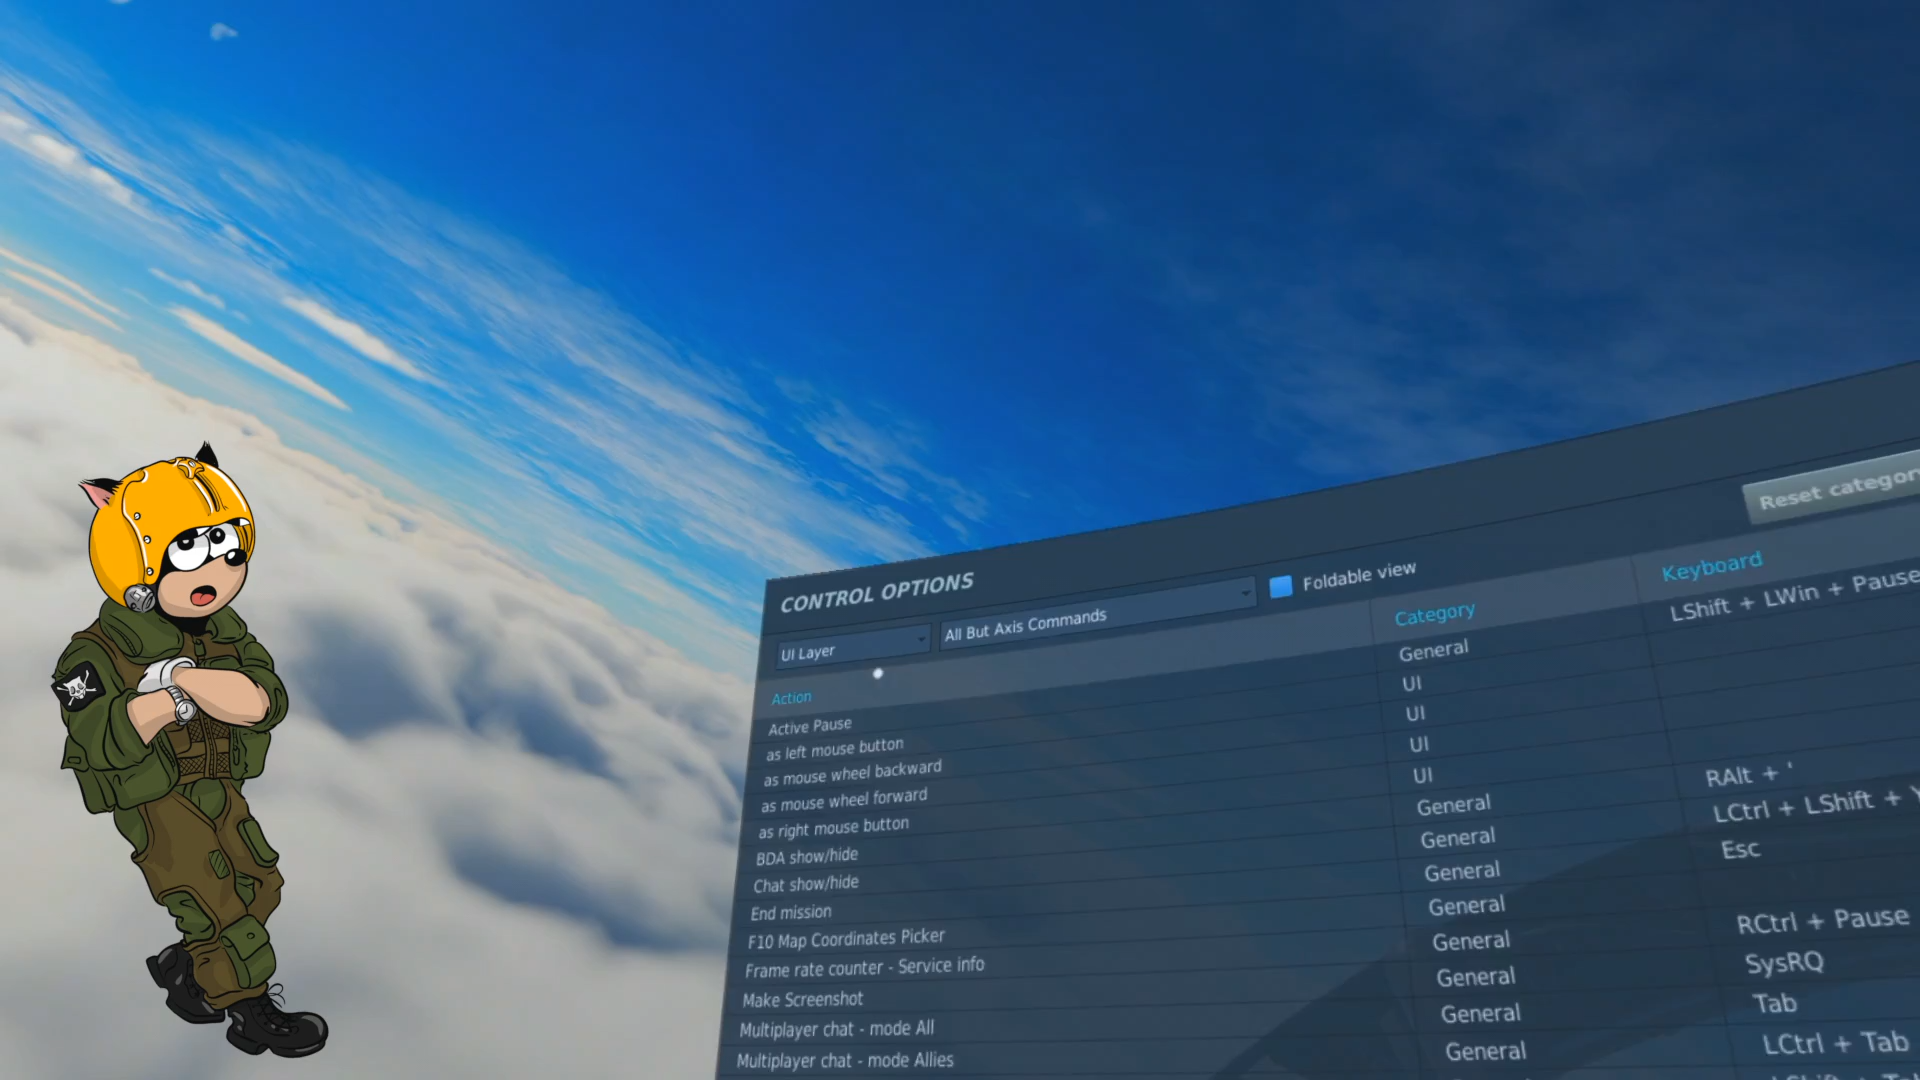 CONTROL OPTIONS
Reset categor
UI Layer
All But Axis Commands
Foldable view
Action
Category
Keyboard
Active Pause
General
LShift + LWin + Pause
as left mouse button
UI
as mouse wheel backward
UI
as mouse wheel forward
UI
as right mouse button
UI
BDA show/hide
General
RAlt + '
Chat show/hide
General
LCtrl + LShift + Y
End mission
General
Esc
F10 Map Coordinates Picker
General
Frame rate counter - Service info
General
RCtrl + Pause
Make Screenshot
General
SysRQ
Multiplayer chat - mode All
General
Tab
Multiplayer chat - mode Allies
General
LCtrl + Tab